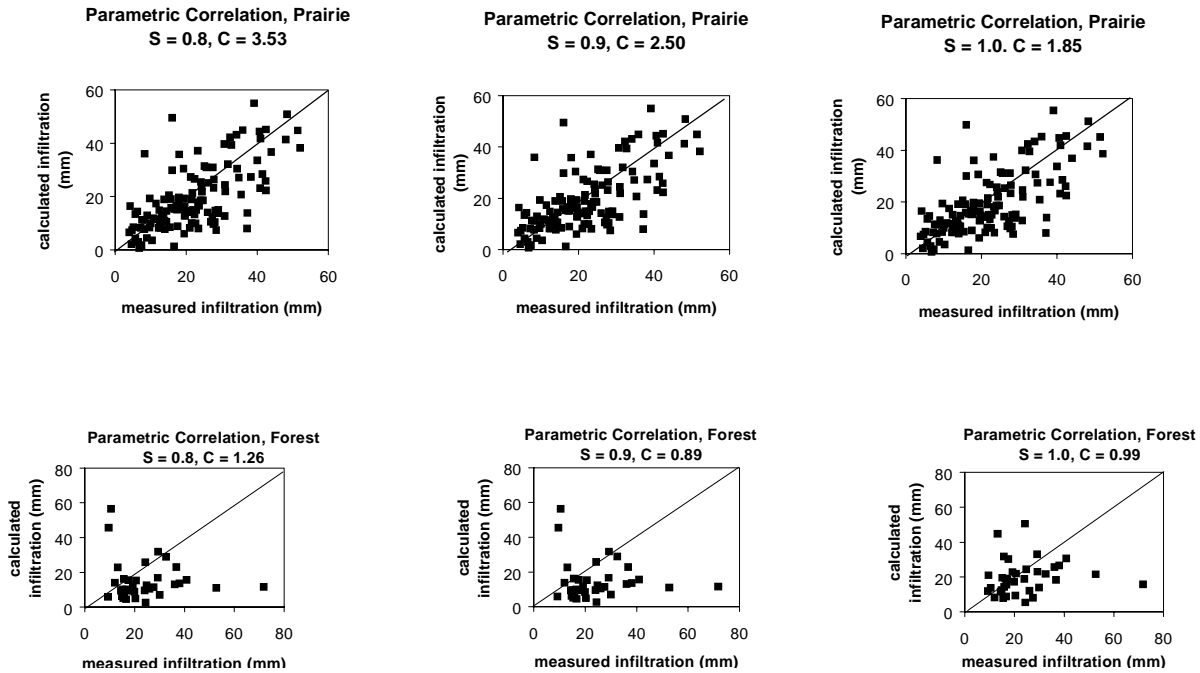 Parametric Correlation, Prairie
S = 0.8, C = 3.53
calculated infiltration
(mm)
60
40
20
0
0 20 40 60
measured infiltration (mm)
Parametric Correlation, Prairie
S = 0.9, C = 2.50
calculated infiltration
(mm)
60
40
20
0
0 20 40 60
measured infiltration (mm)
Parametric Correlation, Prairie
S = 1.0. C = 1.85
calculated infiltration
(mm)
60
40
20
0
0 20 40 60
measured infiltration (mm)
Parametric Correlation, Forest
S = 0.8, C = 1.26
calculated
infiltration (mm)
80
60
40
20
0
0 20 40 60 80
measured infiltration (mm)
Parametric Correlation, Forest
S = 0.9, C = 0.89
calculated
infiltration (mm)
80
60
40
20
0
0 20 40 60 80
measured infiltration (mm)
Parametric Correlation, Forest
S = 1.0, C = 0.99
calculated
infiltration (mm)
80
60
40
20
0
0 20 40 60 80
measured infiltration (mm)